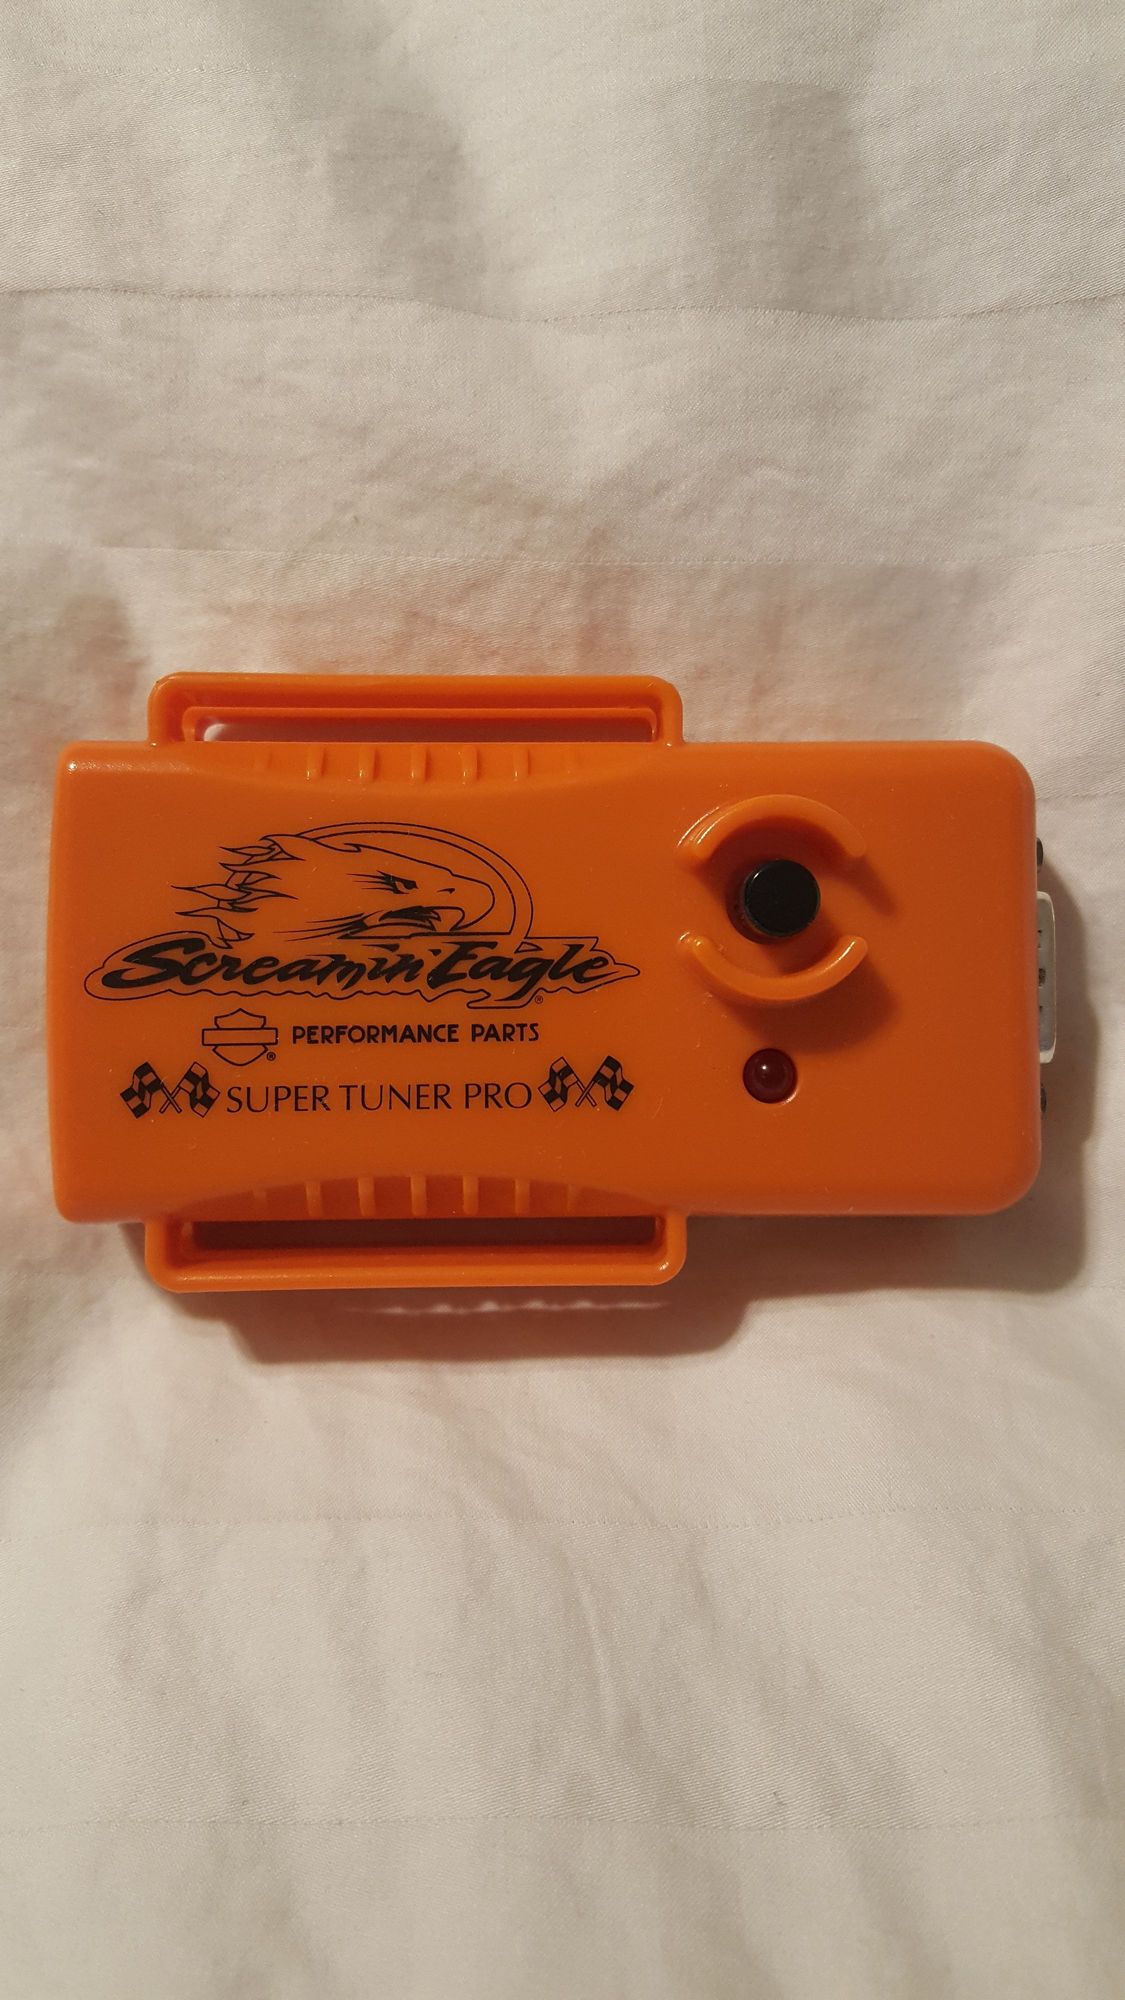 Screamin' Eagle®
® PERFORMANCE PARTS
SUPER TUNER PRO